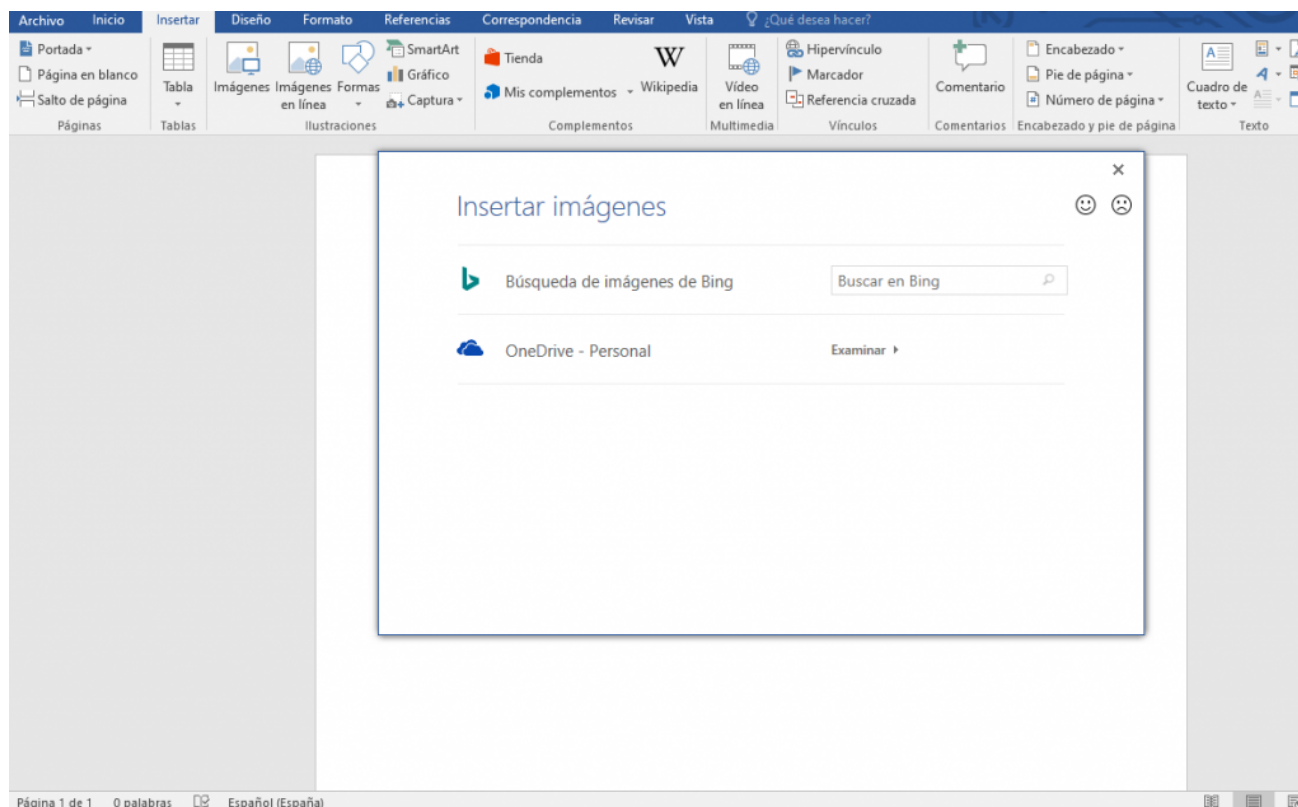 Archivo Inicio Insertar Diseño Formato Referencias Correspondencia Revisar Vista ¿Qué desea hacer?
Portada
Página en blanco
Salto de página
Páginas
Tabla
Tablas
Imágenes
Imágenes
en línea
Formas
SmartArt
Gráfico
Captura
Ilustraciones
Tienda
Mis complementos
W
Wikipedia
Complementos
Vídeo
en línea
Multimedia
Hipervínculo
Marcador
Referencia cruzada
Vínculos
Comentario
Comentarios
Encabezado
Pie de página
Número de página
Encabezado y pie de página
A
Cuadro de
texto
A
A
Texto
Insertar imágenes
Búsqueda de imágenes de Bing
Buscar en Bing
OneDrive - Personal
Examinar
Página 1 de 1 0 palabras Español (España)